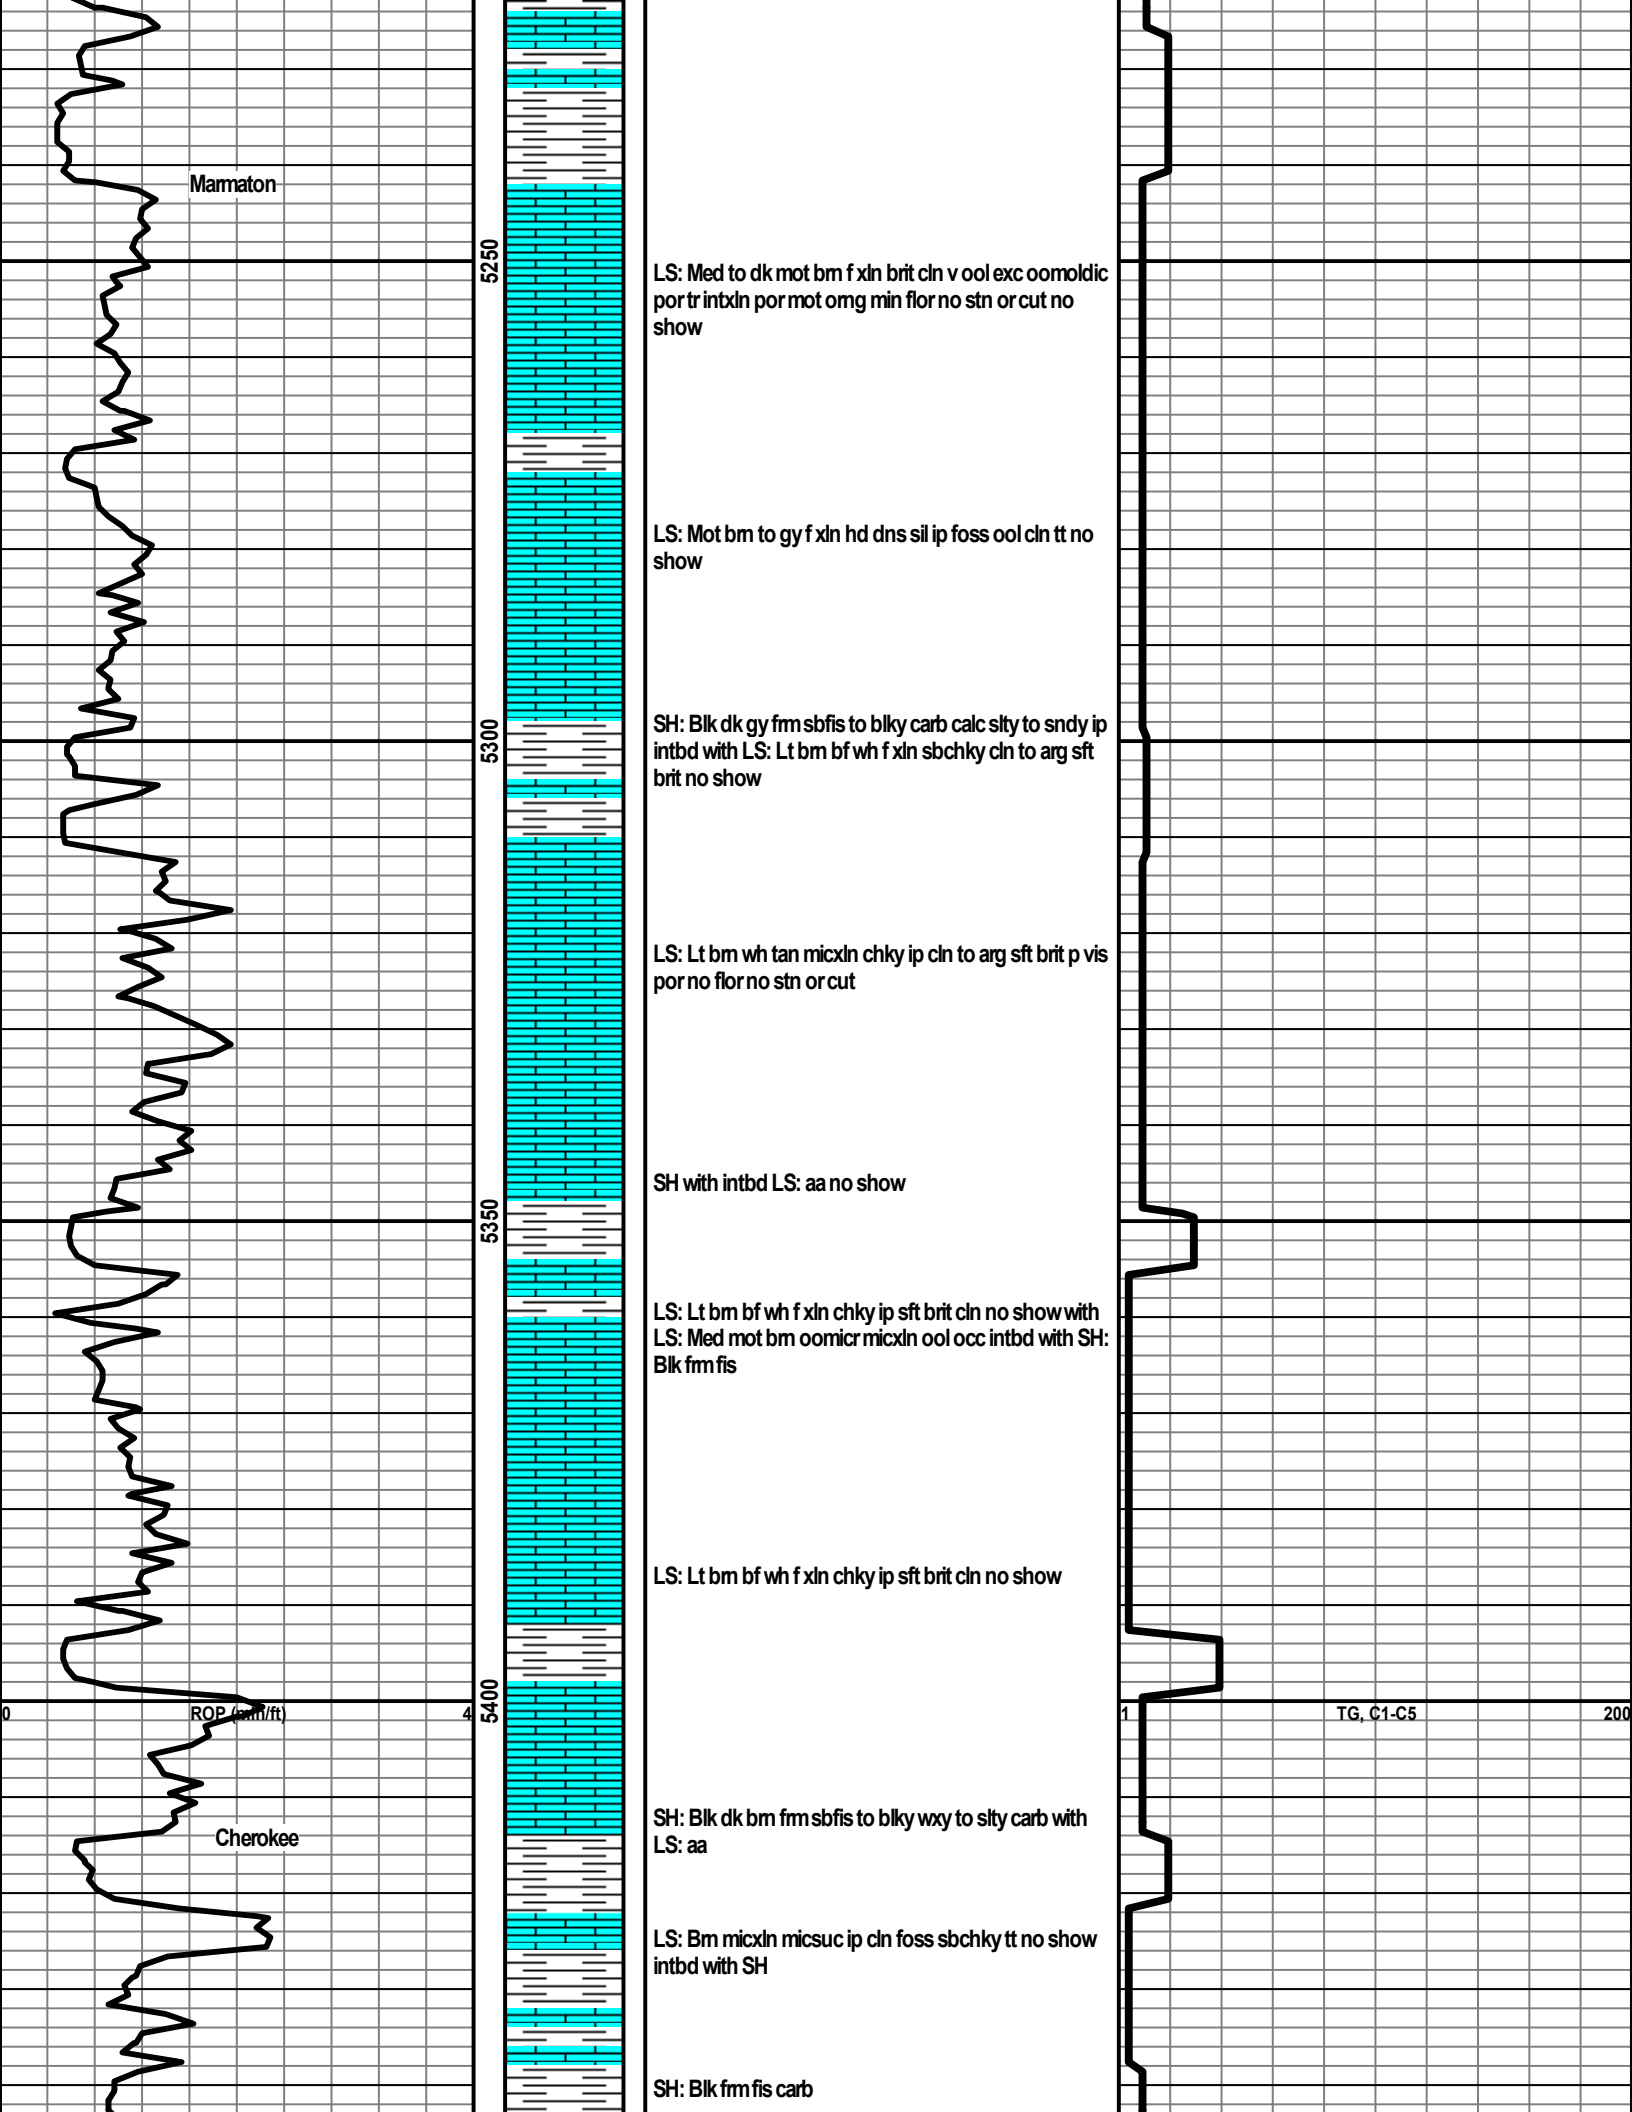 Marmaton
5250
LS: Med to dk mot brn f xln brit cln v ool exc oomoldic
por tr intxln por mot orng min flor no stn or cut no
show
LS: Mot brn to gy f xln hd dns sil ip foss ool cln tt no
show
5300
SH: Blk dk gy frm sbfis to blky carb calc slty to sndy ip
intbd with LS: Lt brn bf wh f xln sbchky cln to arg sft
brit no show
LS: Lt brn wh tan micxln chky ip cln to arg sft brit p vis
por no flor no stn or cut
SH with intbd LS: aa no show
5350
LS: Lt brn bf wh f xln chky ip sft brit cln no show with
LS: Med mot brn oomicr micxln ool occ intbd with SH:
Blk frm fis
LS: Lt brn bf wh f xln chky ip sft brit cln no show
5400
0 ROP (min/ft) 4
1 TG, C1-C5 200
SH: Blk dk brn frm sbfis to blky wxy to slty carb with
LS: aa
Cherokee
LS: Brn micxln micsuc ip cln foss sbchky tt no show
intbd with SH
SH: Blk frm fis carb